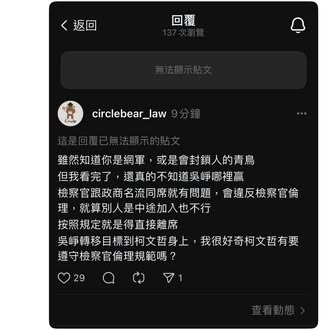 返回
回覆
137 次瀏覽
無法顯示貼文
circlebear_law 9分鐘
這是回覆已無法顯示的貼文
雖然知道你是網軍，或是會封鎖人的青鳥
但我看完了，還真的不知道吳崢哪裡贏
檢察官跟政商名流同席就有問題，會違反檢察官倫
理，就算別人是中途加入也不行
按照規定就是得直接離席
吳崢轉移目標到柯文哲身上，我很好奇柯文哲有要
遵守檢察官倫理規範嗎？
29 1
查看動態